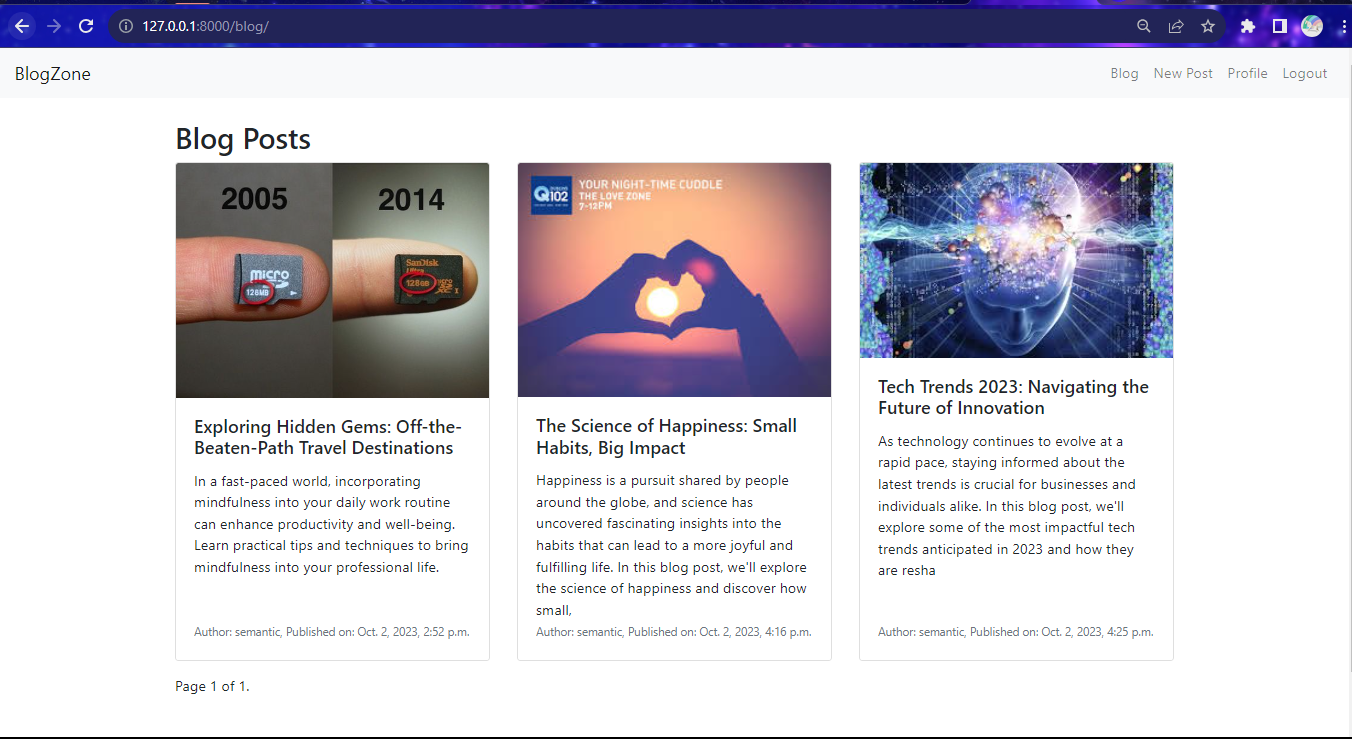 127.0.0.1:8000/blog/
BlogZone
Blog
New Post
Profile
Logout
Blog Posts
2005
2014
micro
128MB
SanDisk
Ultra
128GB
Q102
YOUR NIGHT-TIME CUDDLE
THE LOVE ZONE
7-12PM
Exploring Hidden Gems: Off-the-
Beaten-Path Travel Destinations
In a fast-paced world, incorporating
mindfulness into your daily work routine
can enhance productivity and well-being.
Learn practical tips and techniques to bring
mindfulness into your professional life.
Author: semantic, Published on: Oct. 2, 2023, 2:52 p.m.
The Science of Happiness: Small
Habits, Big Impact
Happiness is a pursuit shared by people
around the globe, and science has
uncovered fascinating insights into the
habits that can lead to a more joyful and
fulfilling life. In this blog post, we'll explore
the science of happiness and discover how
small,
Author: semantic, Published on: Oct. 2, 2023, 4:16 p.m.
Tech Trends 2023: Navigating the
Future of Innovation
As technology continues to evolve at a
rapid pace, staying informed about the
latest trends is crucial for businesses and
individuals alike. In this blog post, we'll
explore some of the most impactful tech
trends anticipated in 2023 and how they
are resha
Author: semantic, Published on: Oct. 2, 2023, 4:25 p.m.
Page 1 of 1.